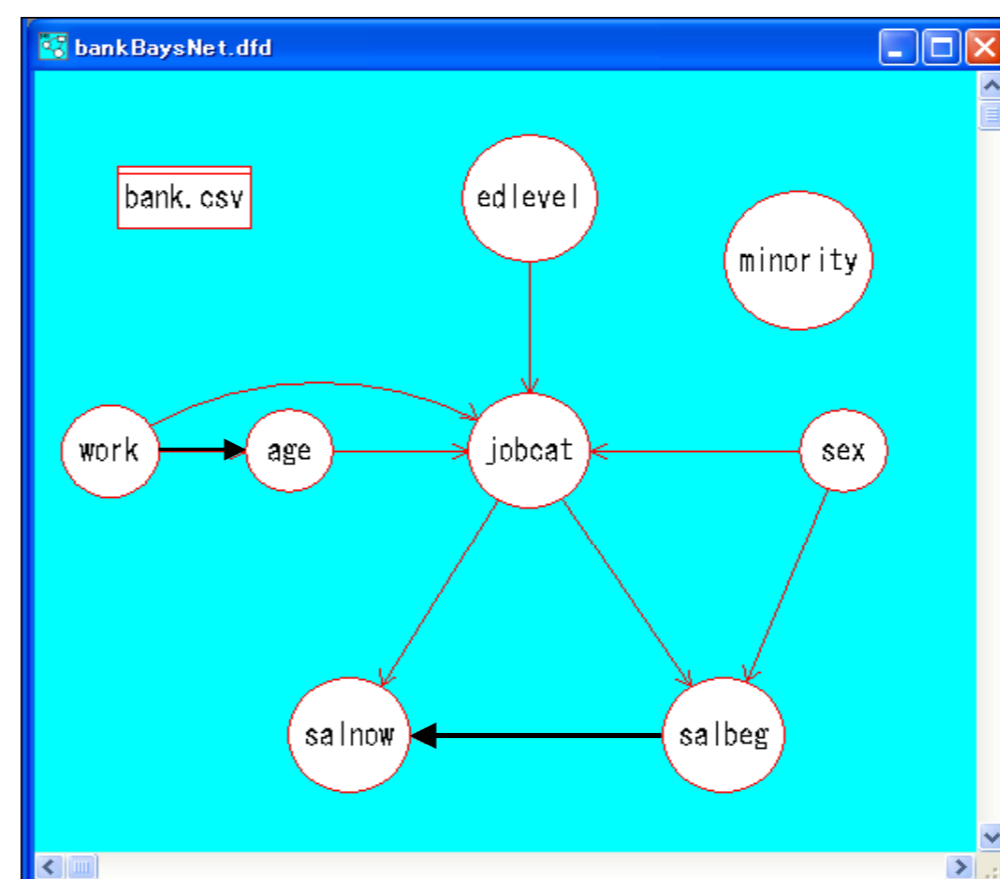 bankBaysNet.dfd
bank.csv
edlevel
minority
work
age
jobcat
sex
salnow
salbeg